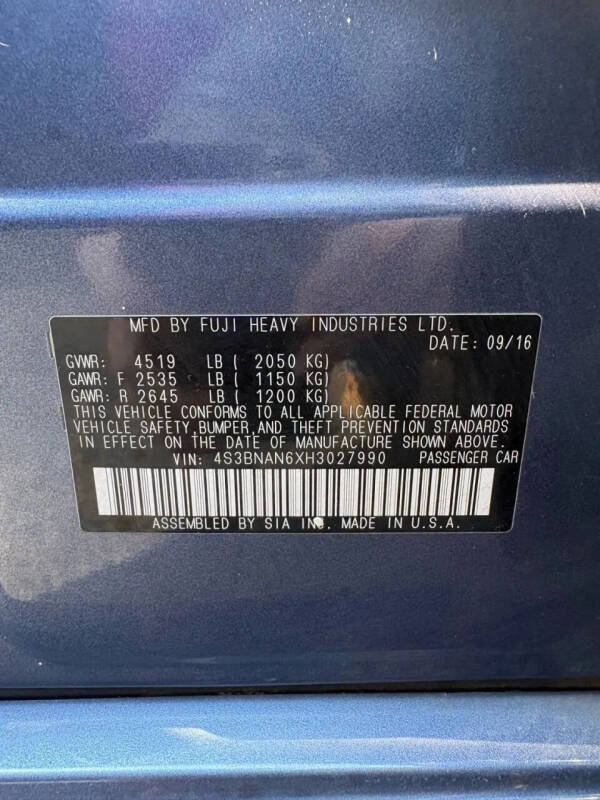 MFD BY FUJI HEAVY INDUSTRIES LTD.
DATE: 09/16
GVWR: 4519 LB ( 2050 KG)
GAWR: F 2535 LB ( 1150 KG)
GAWR: R 2645 LB ( 1200 KG)
THIS VEHICLE CONFORMS TO ALL APPLICABLE FEDERAL MOTOR
VEHICLE SAFETY,BUMPER,AND THEFT PREVENTION STANDARDS
IN EFFECT ON THE DATE OF MANUFACTURE SHOWN ABOVE.
VIN: 4S3BNAN6XH3027990 PASSENGER CAR
ASSEMBLED BY SIA INC. MADE IN U.S.A.